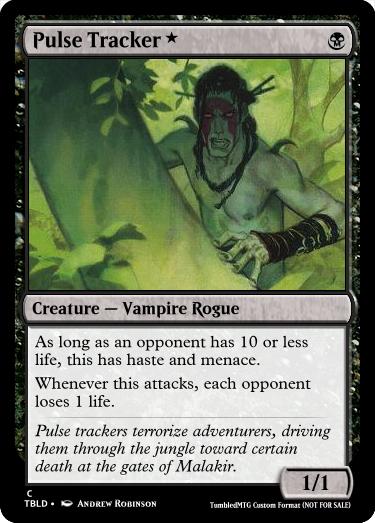 Pulse Tracker ★
Creature — Vampire Rogue
As long as an opponent has 10 or less
life, this has haste and menace.
Whenever this attacks, each opponent
loses 1 life.
Pulse trackers terrorize adventurers, driving
them through the jungle toward certain
death at the gates of Malakir.
1/1
C
TBLD • Andrew Robinson
TumbledMTG Custom Format (NOT FOR SALE)